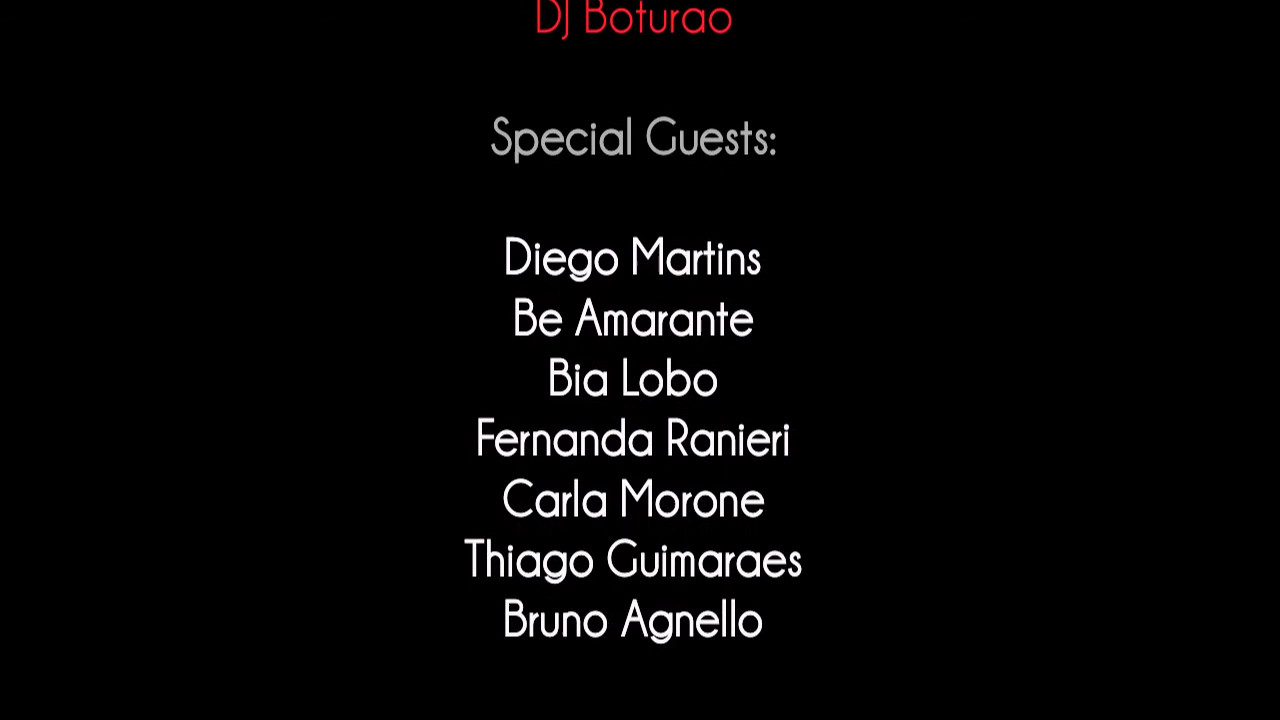 DJ Boturao
Special Guests:
Diego Martins
Be Amarante
Bia Lobo
Fernanda Ranieri
Carla Morone
Thiago Guimaraes
Bruno Agnello